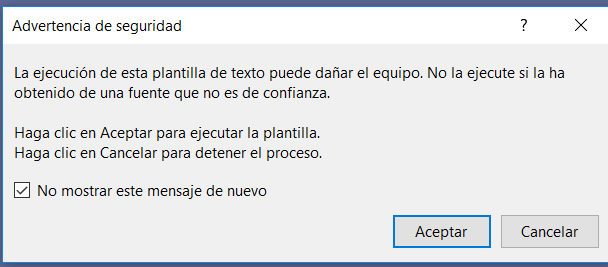 Advertencia de seguridad
?
La ejecución de esta plantilla de texto puede dañar el equipo. No la ejecute si la ha
obtenido de una fuente que no es de confianza.
Haga clic en Aceptar para ejecutar la plantilla.
Haga clic en Cancelar para detener el proceso.
No mostrar este mensaje de nuevo
Aceptar Cancelar